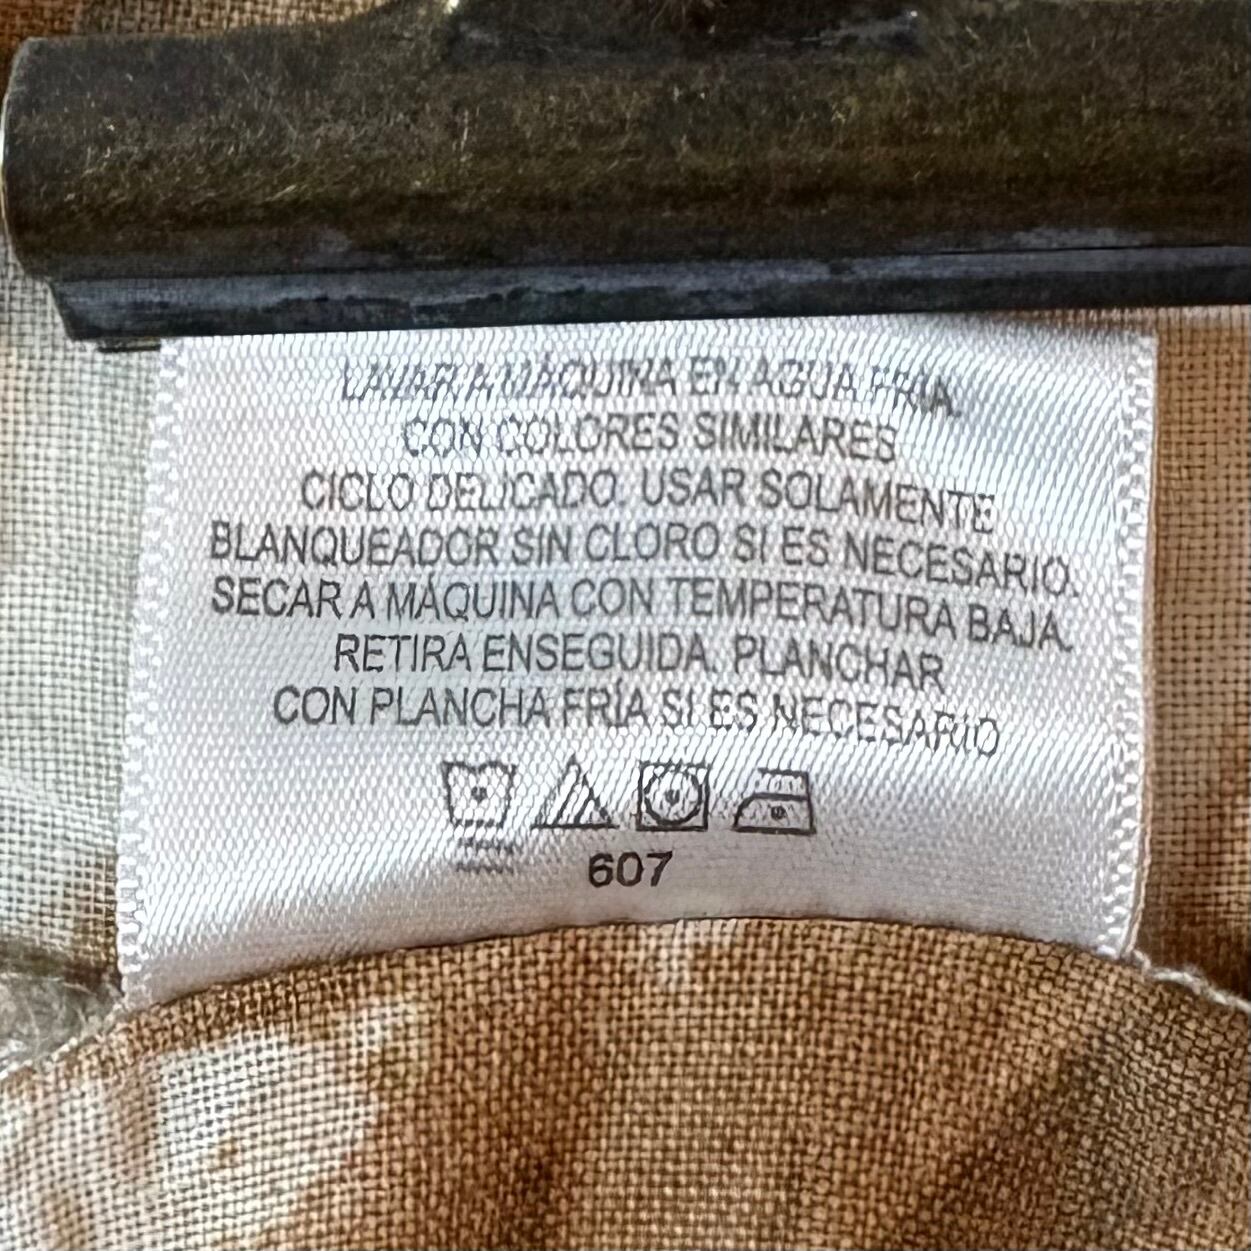 LAVAR A MÁQUINA EN AGUA FRÍA.
CON COLORES SIMILARES
CICLO DELICADO. USAR SOLAMENTE
BLANQUEADOR SIN CLORO SI ES NECESARIO.
SECAR A MÁQUINA CON TEMPERATURA BAJA.
RETIRA ENSEGUIDA. PLANCHAR
CON PLANCHA FRÍA SI ES NECESARIO
607